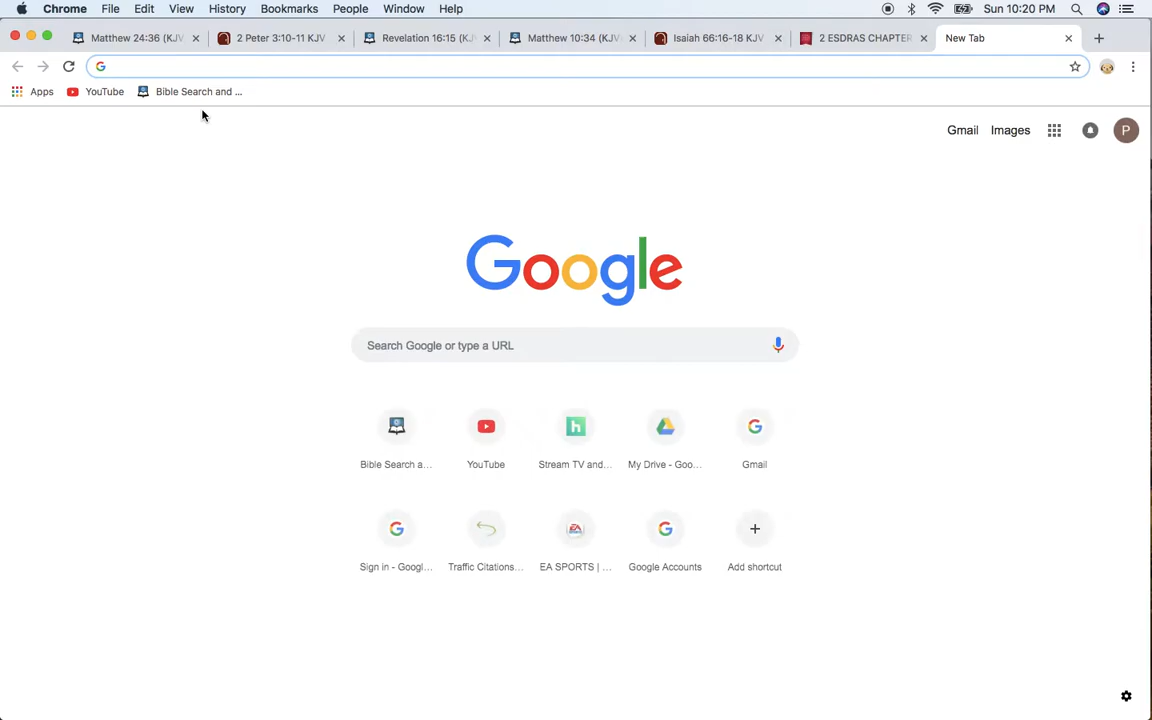 Chrome File Edit View History Bookmarks People Window Help Sun 10:20 PM
Matthew 24:36 (KJV 2 Peter 3:10-11 KJV Revelation 16:15 (KJV Matthew 10:34 (KJV Isaiah 66:16-18 KJV 2 ESDRAS CHAPTER New Tab
Apps YouTube Bible Search and ...
Gmail Images P
Google
Search Google or type a URL
Bible Search a... YouTube Stream TV and... My Drive - Goo... Gmail
Sign in - Googl... Traffic Citations... EA SPORTS | ... Google Accounts Add shortcut